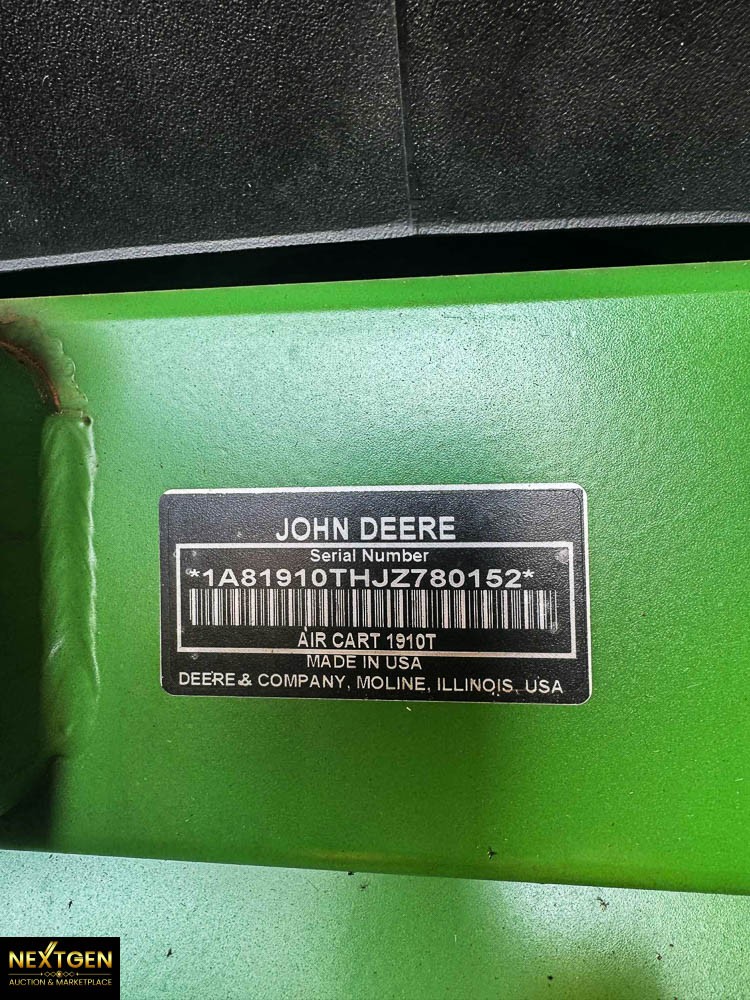 JOHN DEERE
Serial Number
*1A81910THJZ780152*
AIR CART 1910T
MADE IN USA
DEERE & COMPANY, MOLINE, ILLINOIS, USA
NEXTGEN
AUCTION & MARKETPLACE